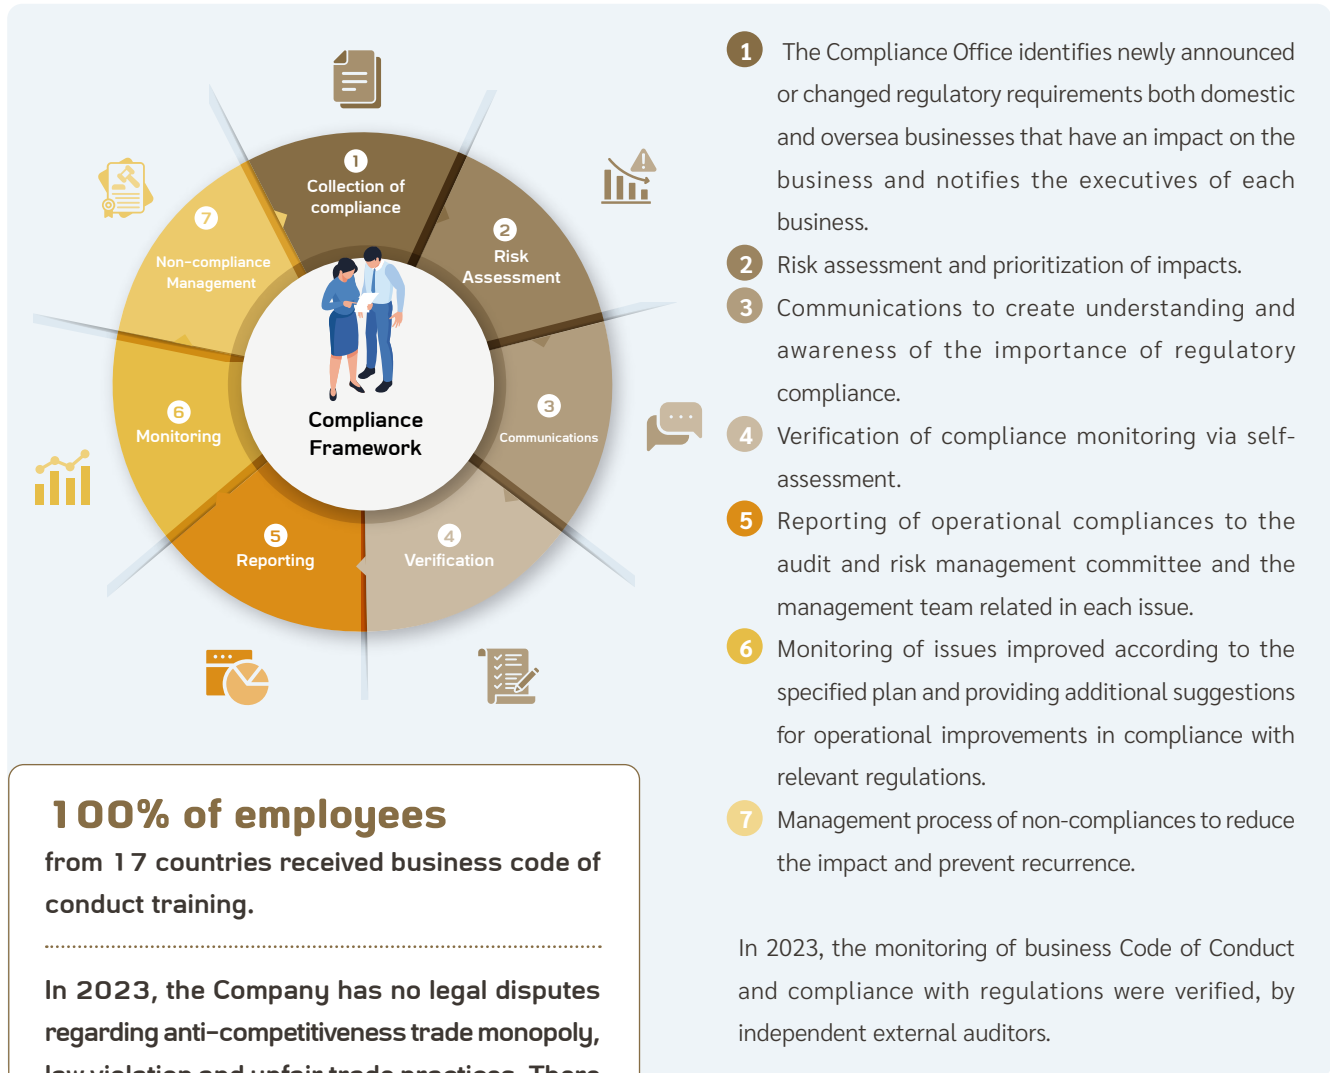 1
Collection of
compliance
2
Risk
Assessment
3
Communications
4
Verification
5
Reporting
6
Monitoring
7
Non-compliance
Management
Compliance
Framework
100% of employees
from 17 countries received business code of
conduct training.
In 2023, the Company has no legal disputes
regarding anti-competitiveness trade monopoly,
law violation and unfair trade practices. There
1 The Compliance Office identifies newly announced
or changed regulatory requirements both domestic
and oversea businesses that have an impact on the
business and notifies the executives of each
business.
2 Risk assessment and prioritization of impacts.
3 Communications to create understanding and
awareness of the importance of regulatory
compliance.
4 Verification of compliance monitoring via self-
assessment.
5 Reporting of operational compliances to the
audit and risk management committee and the
management team related in each issue.
6 Monitoring of issues improved according to the
specified plan and providing additional suggestions
for operational improvements in compliance with
relevant regulations.
7 Management process of non-compliances to reduce
the impact and prevent recurrence.
In 2023, the monitoring of business Code of Conduct
and compliance with regulations were verified, by
independent external auditors.